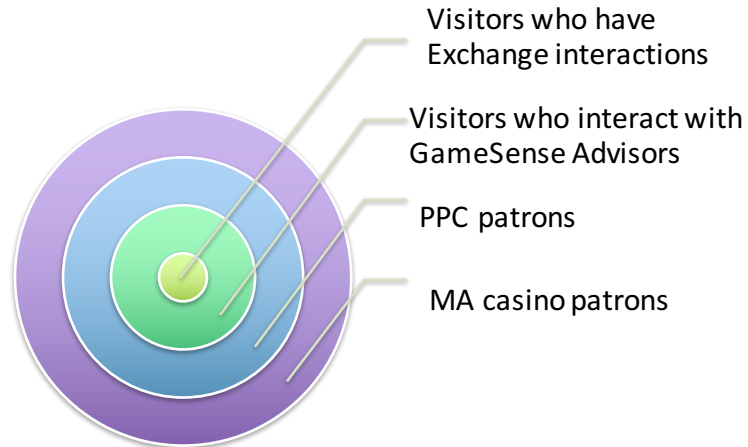 Visitors who have
Exchange interactions
Visitors who interact with
GameSense Advisors
PPC patrons
MA casino patrons